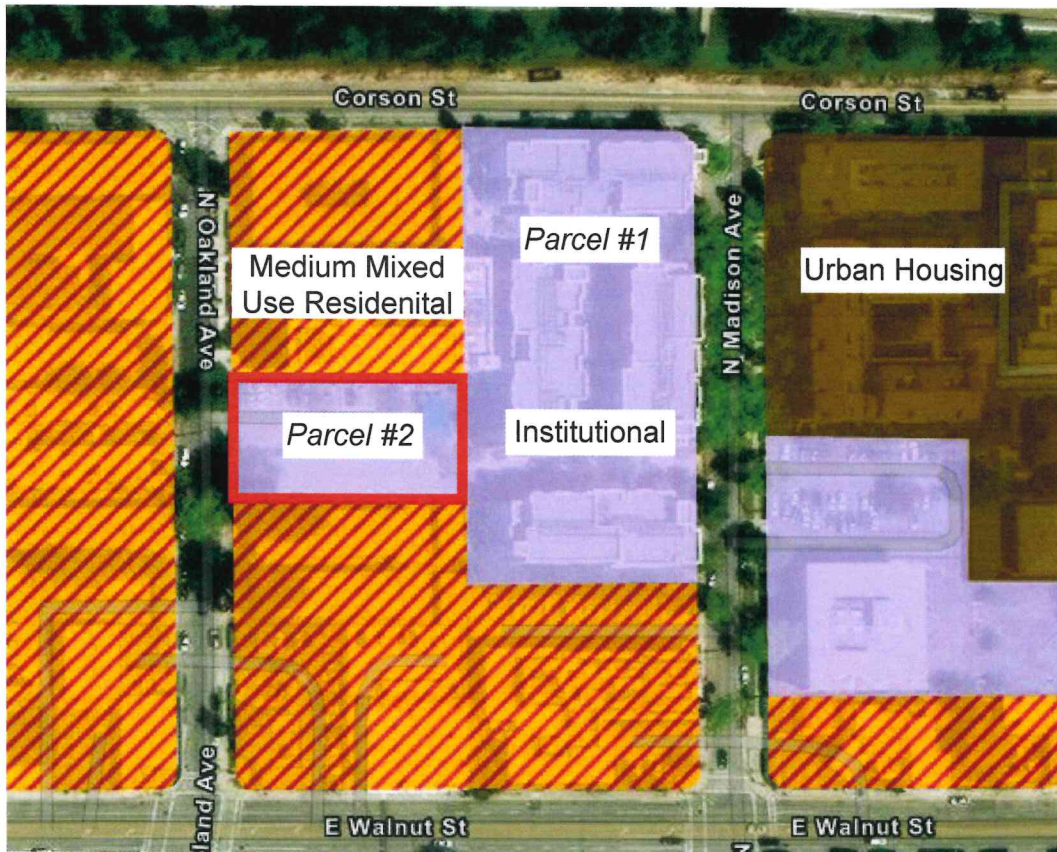 Corson St
Corson St
N Oakland Ave
Parcel #1
N Madison Ave
Medium Mixed
Use Residenital
Urban Housing
Parcel #2
Institutional
land Ave
E Walnut St
N
E Walnut St